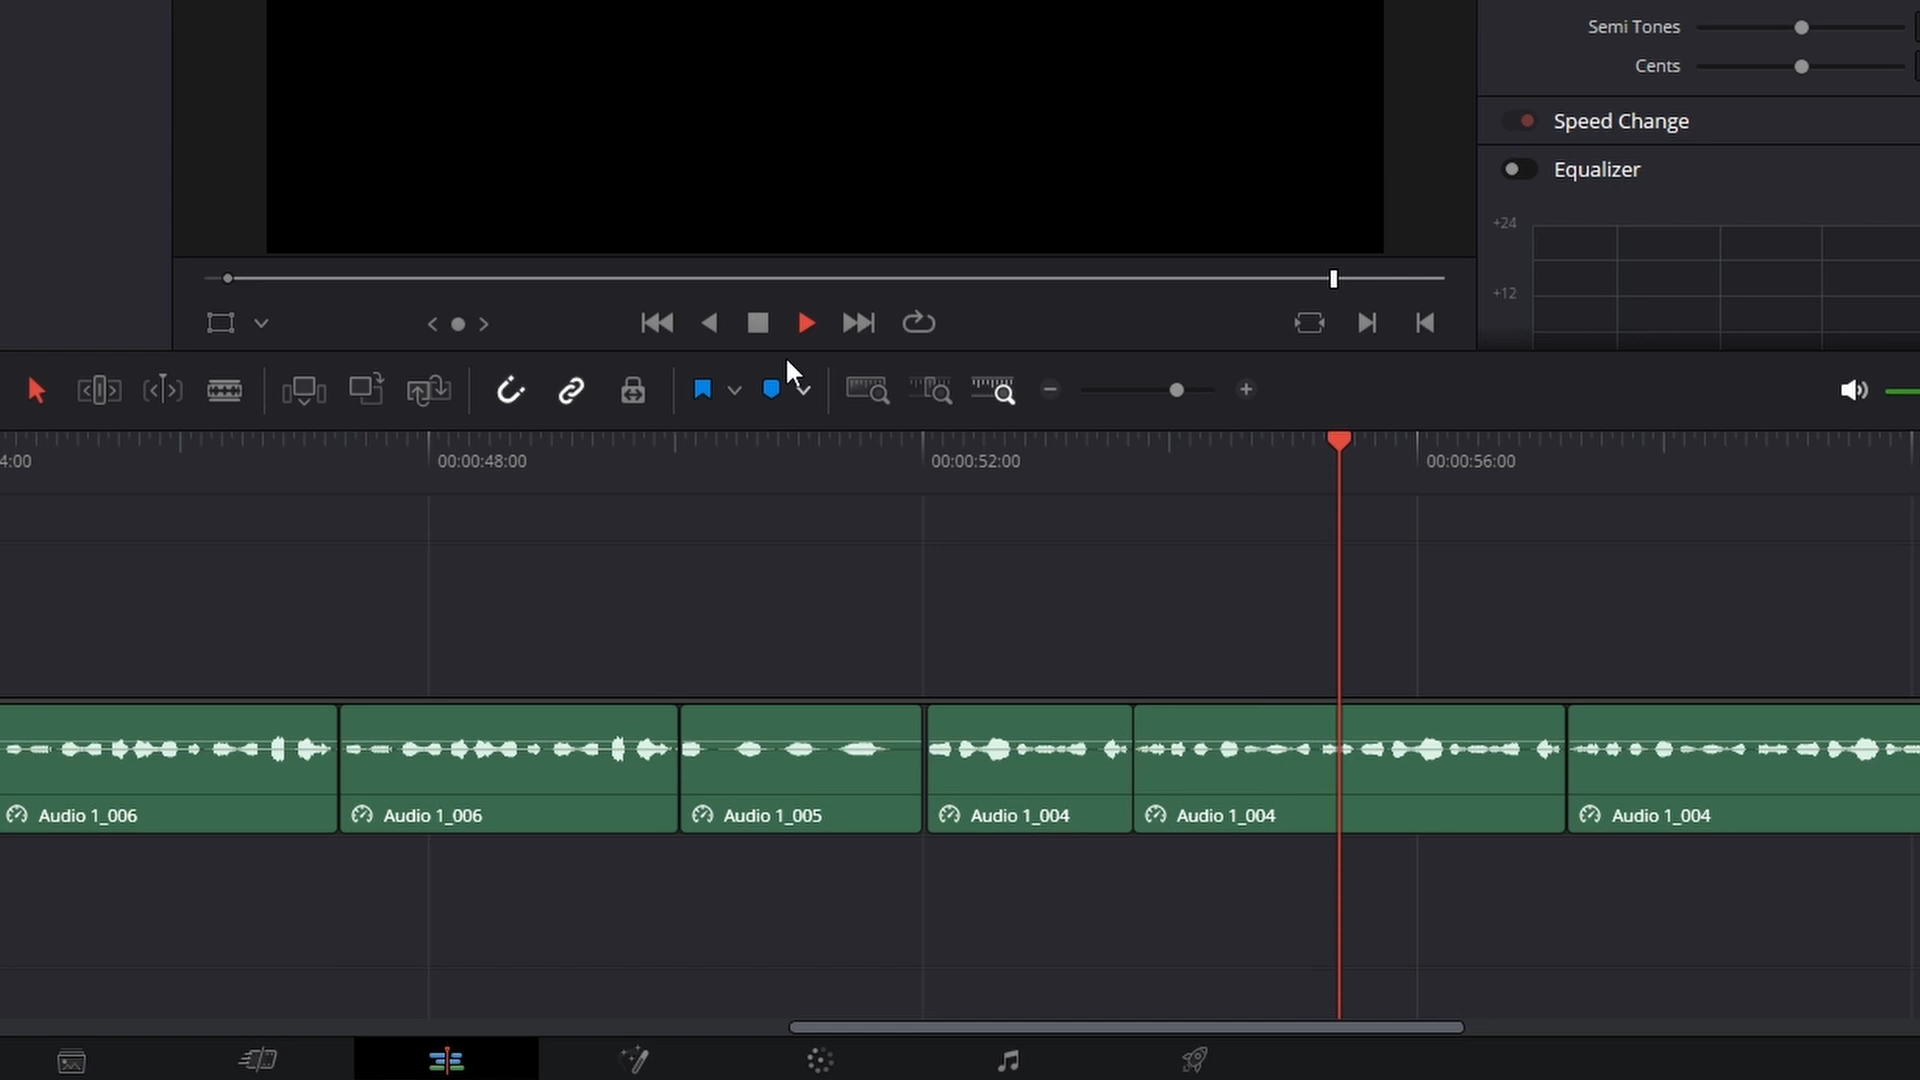 Semi Tones
Cents
Speed Change
Equalizer
+24
+12
4:00
00:00:48:00
00:00:52:00
00:00:56:00
Audio 1_006
Audio 1_006
Audio 1_005
Audio 1_004
Audio 1_004
Audio 1_004